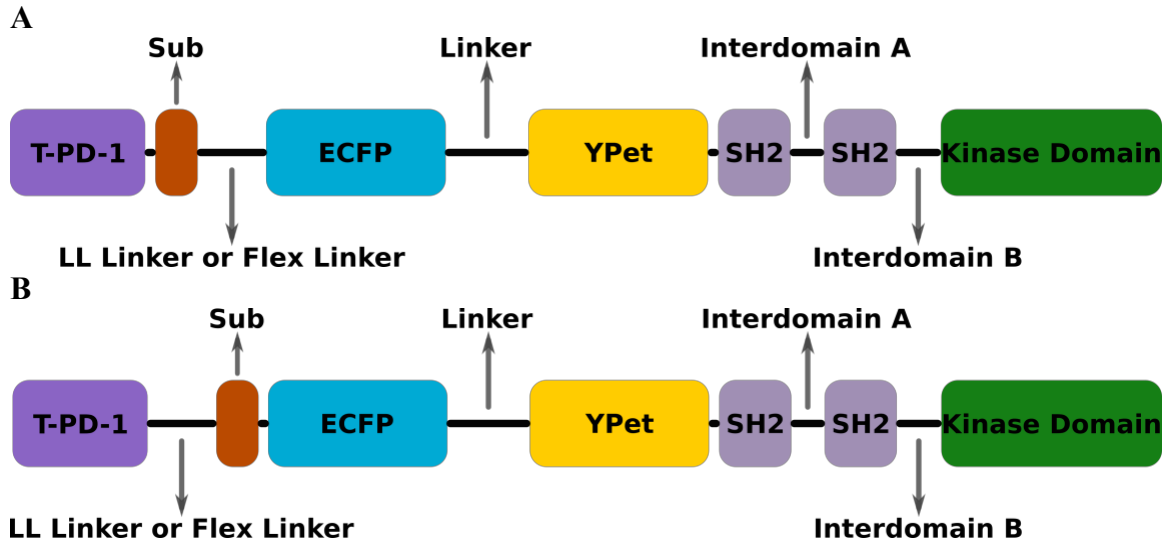 A
Sub Linker Interdomain A
T-PD-1 ECFP YPet SH2 SH2 Kinase Domain
LL Linker or Flex Linker Interdomain B
B
Sub Linker Interdomain A
T-PD-1 ECFP YPet SH2 SH2 Kinase Domain
LL Linker or Flex Linker Interdomain B